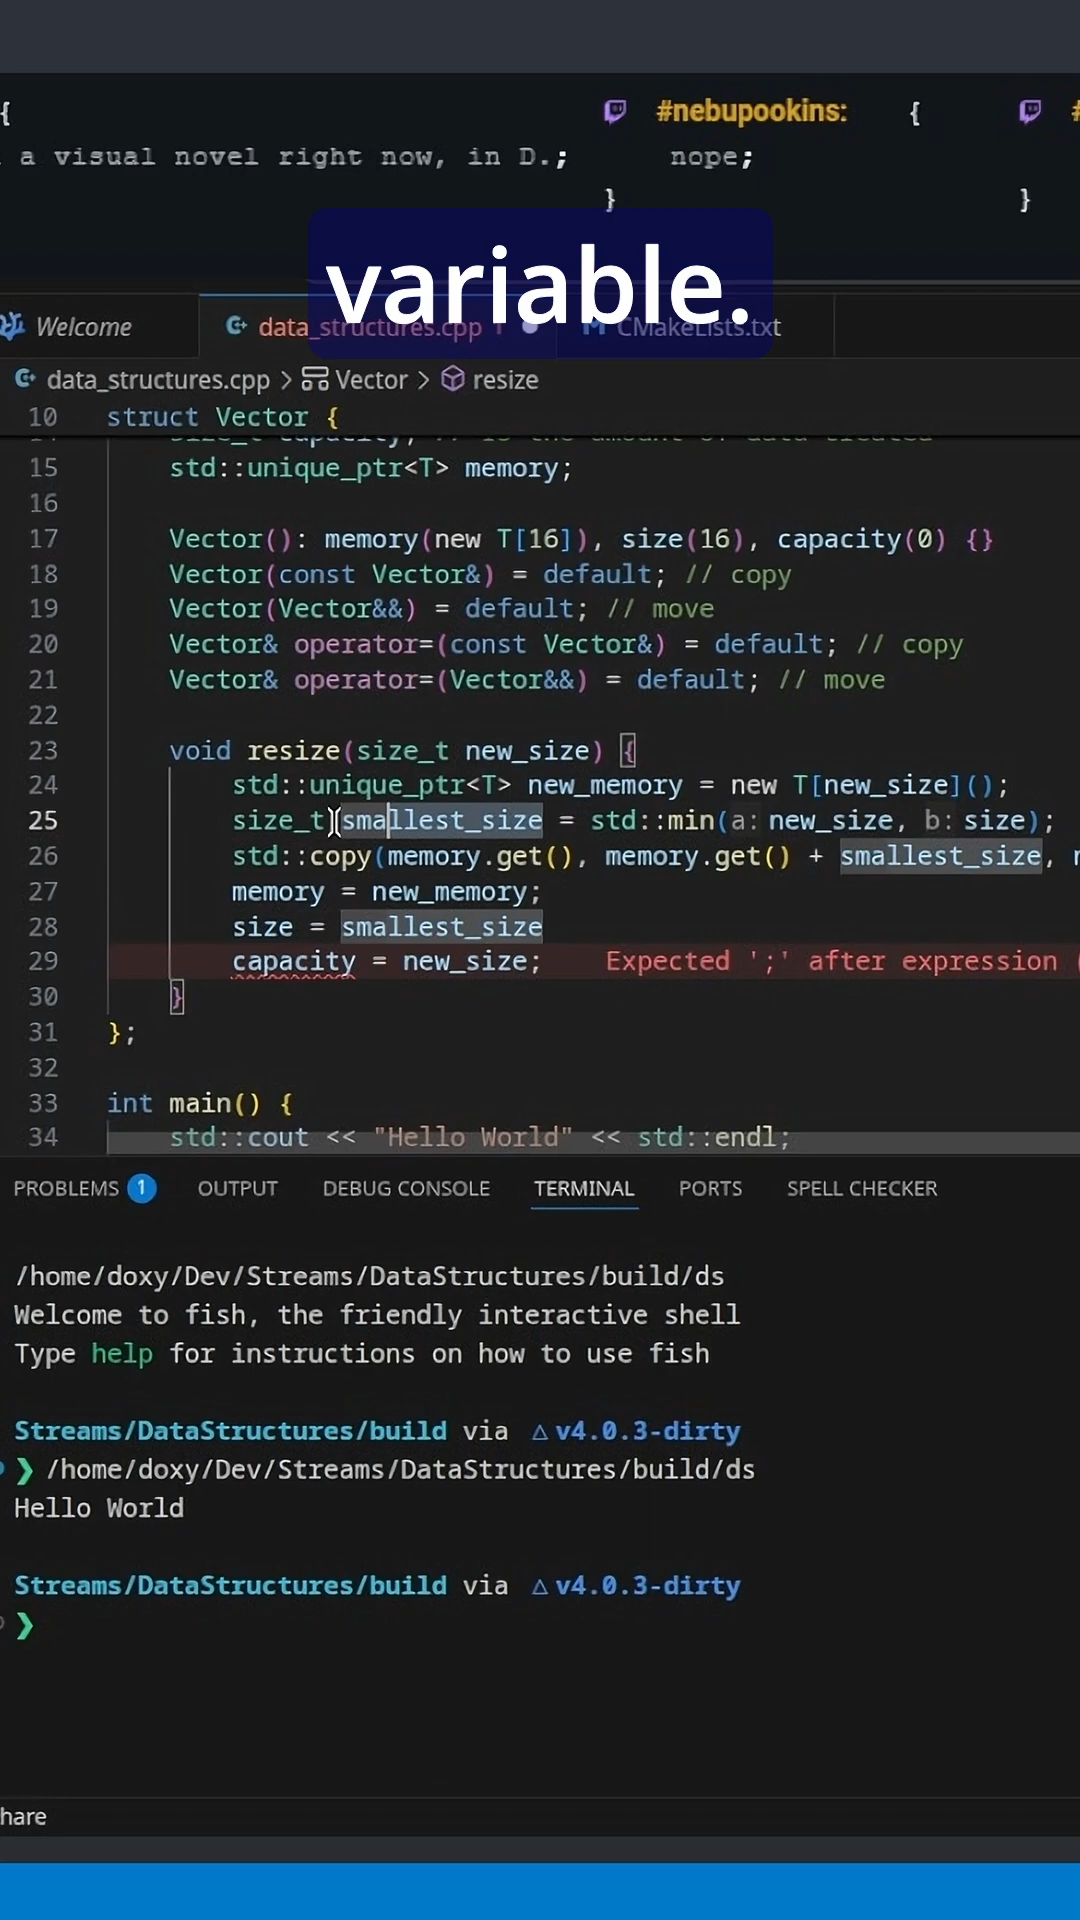 {
#nebupookins: {
a visual novel right now, in D.; nope;
} }
variable.
Welcome data_structures.cpp CMakeLists.txt
data_structures.cpp > Vector > resize
10 struct Vector {
size_t capacity; // is the amount of data treated
15 std::unique_ptr<T> memory;
16
17 Vector(): memory(new T[16]), size(16), capacity(0) {}
18 Vector(const Vector&) = default; // copy
19 Vector(Vector&&) = default; // move
20 Vector& operator=(const Vector&) = default; // copy
21 Vector& operator=(Vector&&) = default; // move
22
23 void resize(size_t new_size) {
24 std::unique_ptr<T> new_memory = new T[new_size]();
25 size_t smallest_size = std::min(a: new_size, b: size);
26 std::copy(memory.get(), memory.get() + smallest_size,
27 memory = new_memory;
28 size = smallest_size
29 capacity = new_size; Expected ';' after expression (
30 }
31 };
32
33 int main() {
34 std::cout << "Hello World" << std::endl;
PROBLEMS 1 OUTPUT DEBUG CONSOLE TERMINAL PORTS SPELL CHECKER
/home/doxy/Dev/Streams/DataStructures/build/ds
Welcome to fish, the friendly interactive shell
Type help for instructions on how to use fish
Streams/DataStructures/build via △ v4.0.3-dirty
❯ /home/doxy/Dev/Streams/DataStructures/build/ds
Hello World
Streams/DataStructures/build via △ v4.0.3-dirty
❯
hare